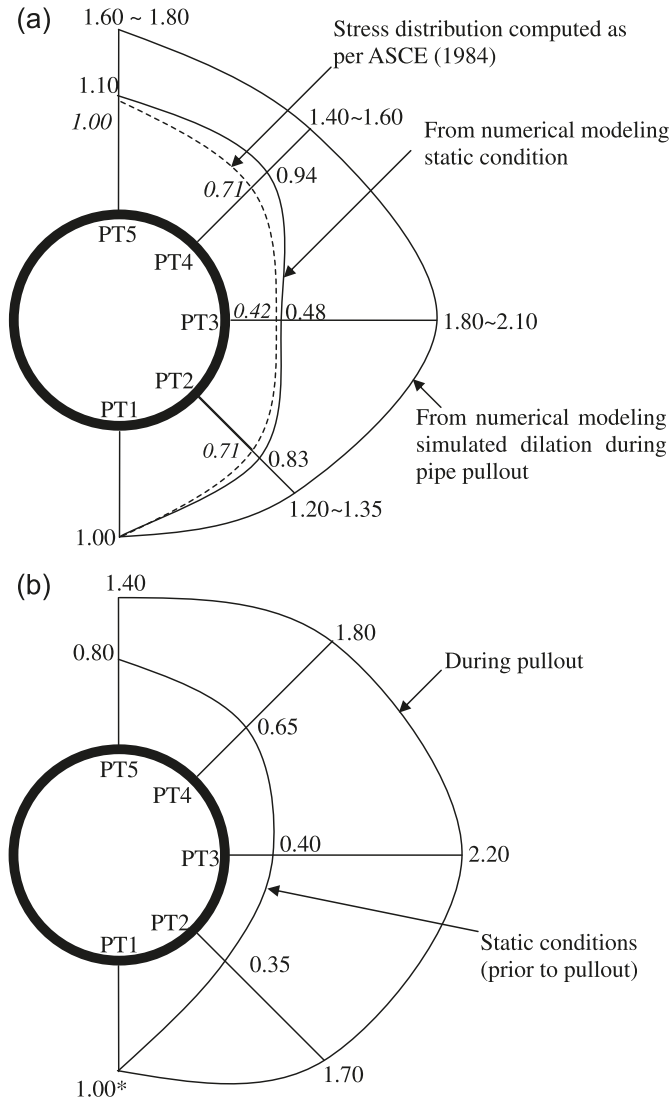 (a)
1.60 ~ 1.80
Stress distribution computed as
per ASCE (1984)
1.10
1.00
1.40~1.60
From numerical modeling
static condition
0.71
0.94
PT5
PT4
PT3
0.42
0.48
1.80~2.10
PT2
PT1
From numerical modeling
simulated dilation during
pipe pullout
0.71
0.83
1.20~1.35
1.00
(b)
1.40
1.80
0.80
During pullout
0.65
PT5
PT4
PT3
0.40
2.20
PT2
PT1
0.35
Static conditions
(prior to pullout)
1.70
1.00*